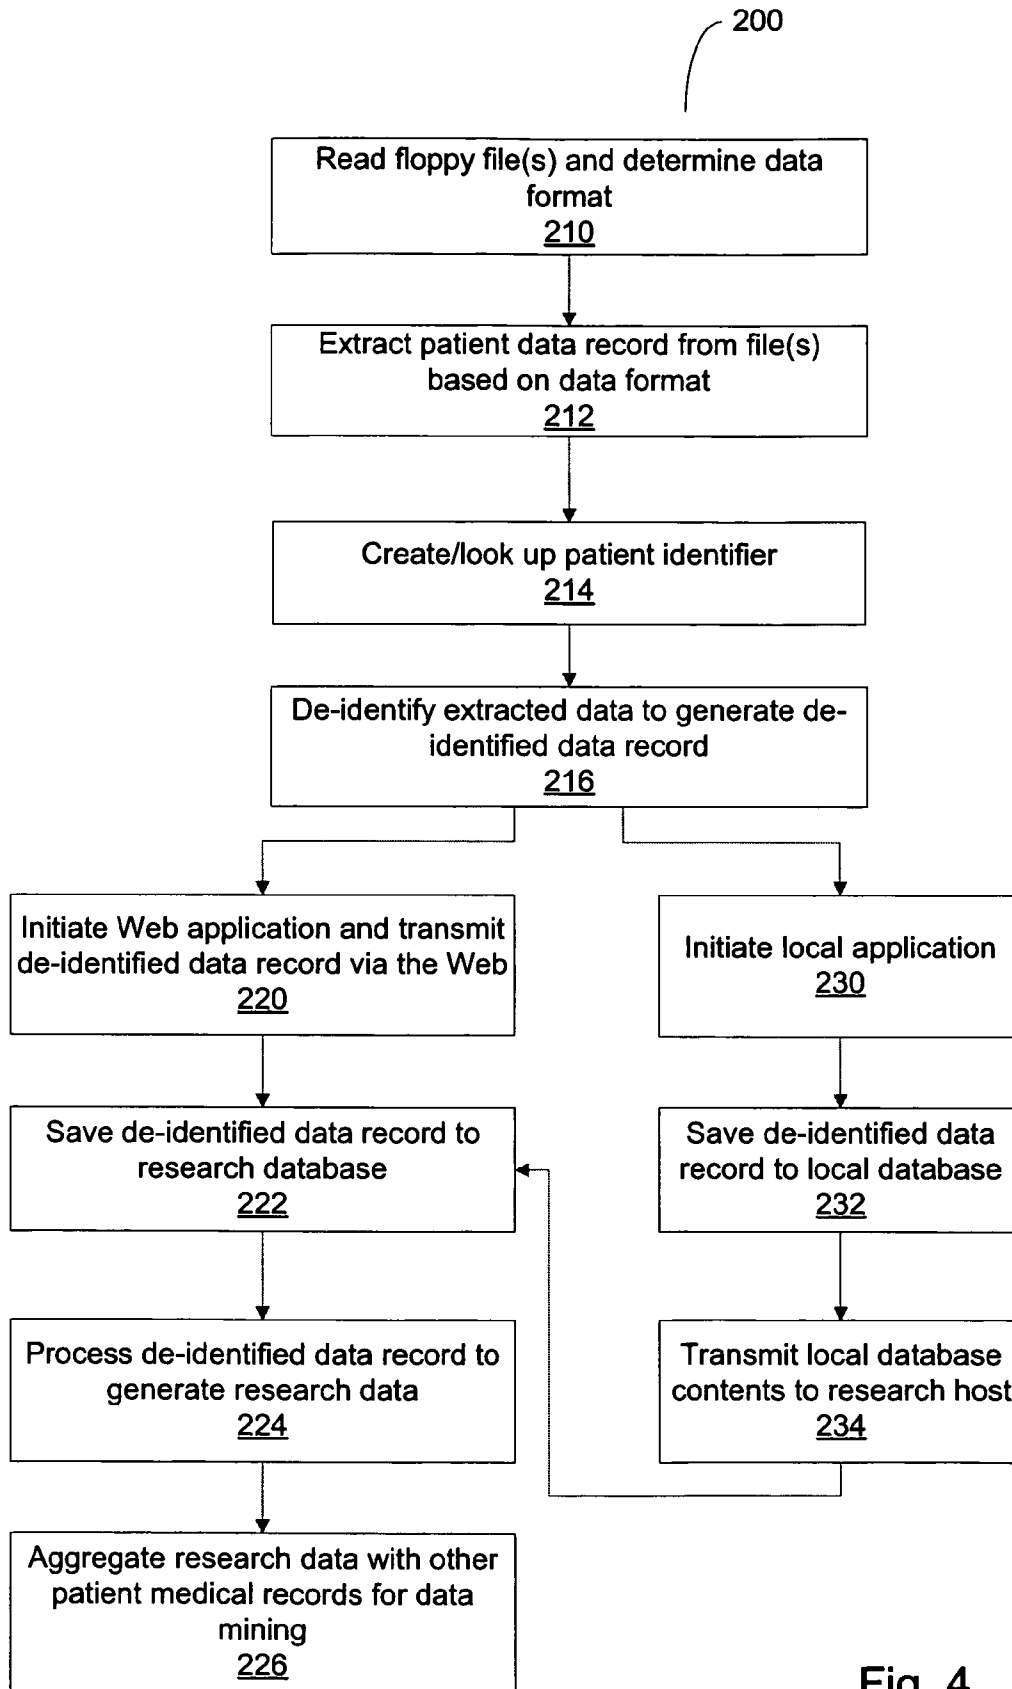 200
Read floppy file(s) and determine data
format
210
Extract patient data record from file(s)
based on data format
212
Create/look up patient identifier
214
De-identify extracted data to generate de-
identified data record
216
Initiate Web application and transmit
de-identified data record via the Web
220
Initiate local application
230
Save de-identified data record to
research database
222
Save de-identified data
record to local database
232
Process de-identified data record to
generate research data
224
Transmit local database
contents to research host
234
Aggregate research data with other
patient medical records for data
mining
226
Fig. 4